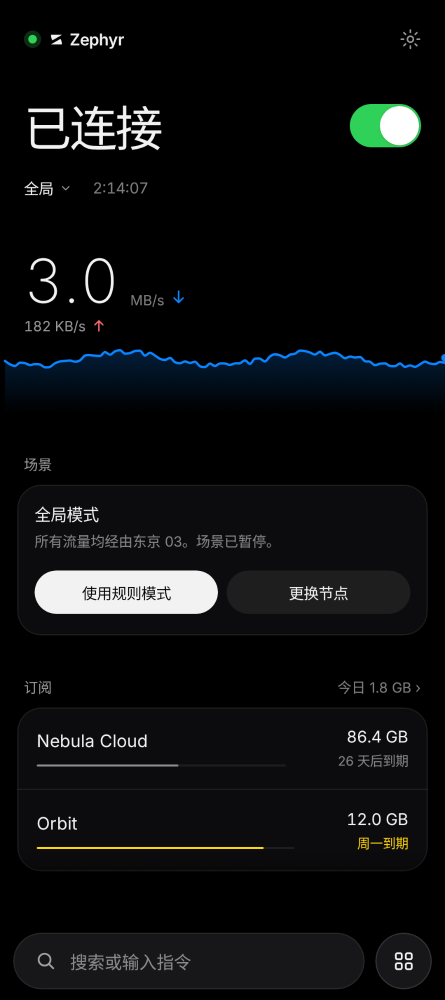 Zephyr
已连接
全局 2:14:07
3.0 MB/s ↓
182 KB/s ↑
场景
全局模式
所有流量均经由东京 03。场景已暂停。
使用规则模式 更换节点
订阅 今日 1.8 GB ›
Nebula Cloud 86.4 GB
26 天后到期
Orbit 12.0 GB
周一到期
搜索或输入指令